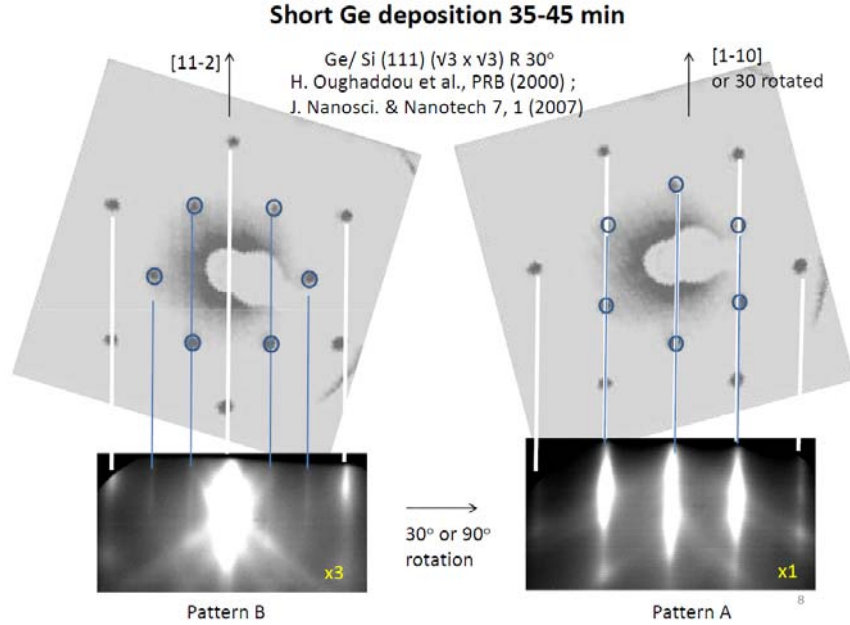 Short Ge deposition 35-45 min
[11-2]
Ge/ Si (111) (√3 x √3) R 30°
H. Oughaddou et al., PRB (2000) ;
J. Nanosci. & Nanotech 7, 1 (2007)
[1-10]
or 30 rotated
30° or 90°
rotation
x3
x1
Pattern B
Pattern A
8